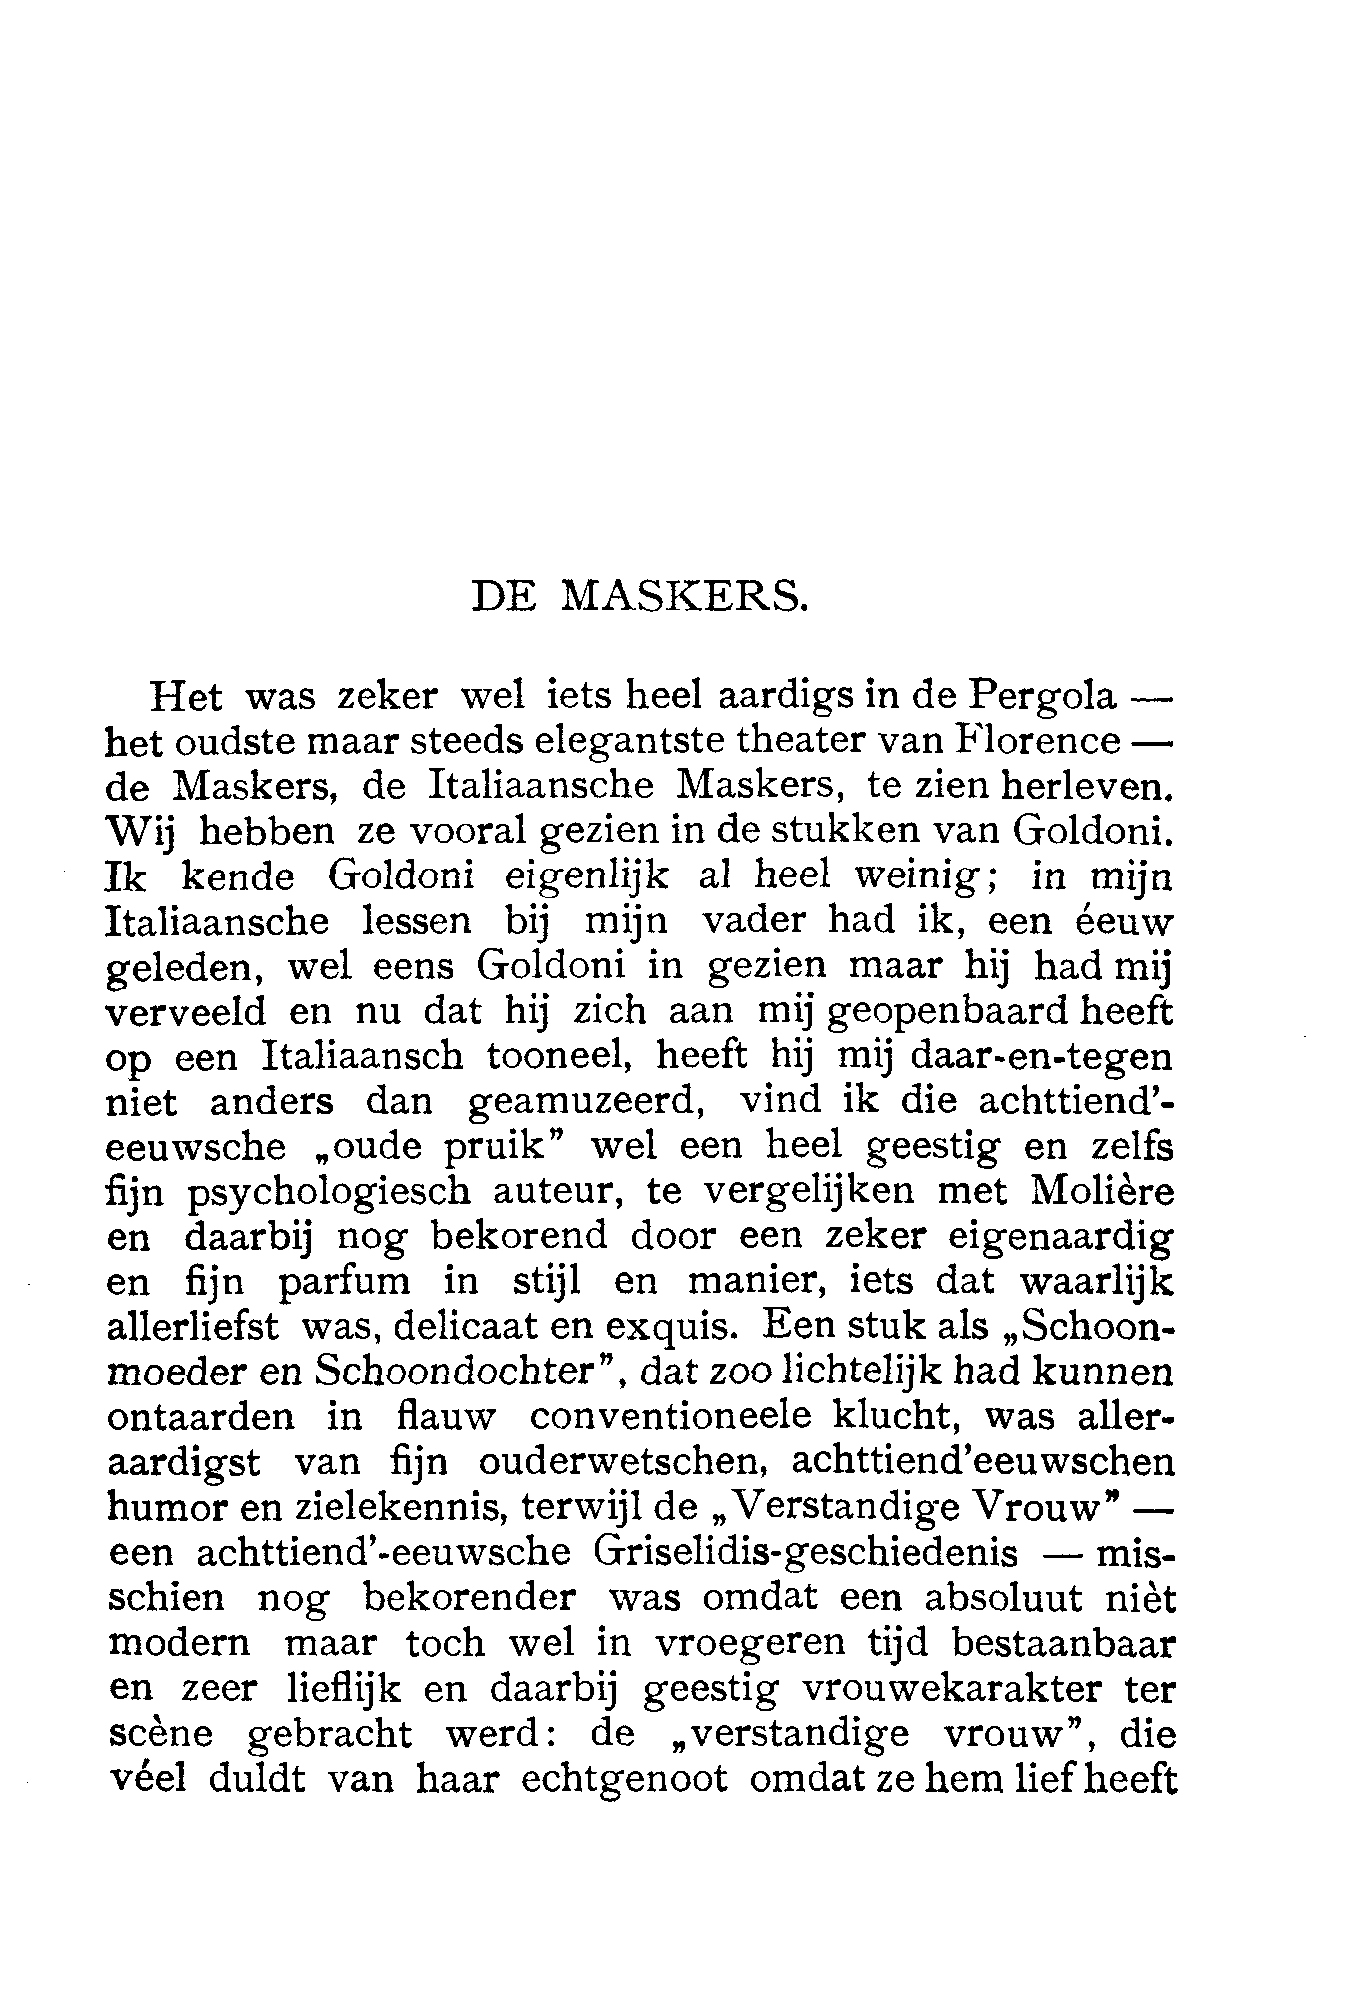 DE MASKERS.
Het was zeker wel iets heel aardigs in de Pergola —
het oudste maar steeds elegantste theater van Florence —
de Maskers, de Italiaansche Maskers, te zien herleven.
Wij hebben ze vooral gezien in de stukken van Goldoni.
Ik kende Goldoni eigenlijk al heel weinig; in mijn
Italiaansche lessen bij mijn vader had ik, een éeuw
geleden, wel eens Goldoni in gezien maar hij had mij
verveeld en nu dat hij zich aan mij geopenbaard heeft
op een Italiaansch tooneel, heeft hij mij daar-en-tegen
niet anders dan geamuzeerd, vind ik die achttiend'-
eeuwsche „oude pruik” wel een heel geestig en zelfs
fijn psychologiesch auteur, te vergelijken met Molière
en daarbij nog bekorend door een zeker eigenaardig
en fijn parfum in stijl en manier, iets dat waarlijk
allerliefst was, delicaat en exquis. Een stuk als „Schoon-
moeder en Schoondochter”, dat zoo lichtelijk had kunnen
ontaarden in flauw conventioneele klucht, was aller-
aardigst van fijn ouderwetschen, achttiend'eeuwschen
humor en zielekennis, terwijl de „Verstandige Vrouw” —
een achttiend'-eeuwsche Griselidis-geschiedenis — mis-
schien nog bekorender was omdat een absoluut nièt
modern maar toch wel in vroegeren tijd bestaanbaar
en zeer lieflijk en daarbij geestig vrouwekarakter ter
scène gebracht werd: de „verstandige vrouw”, die
véel duldt van haar echtgenoot omdat ze hem lief heeft